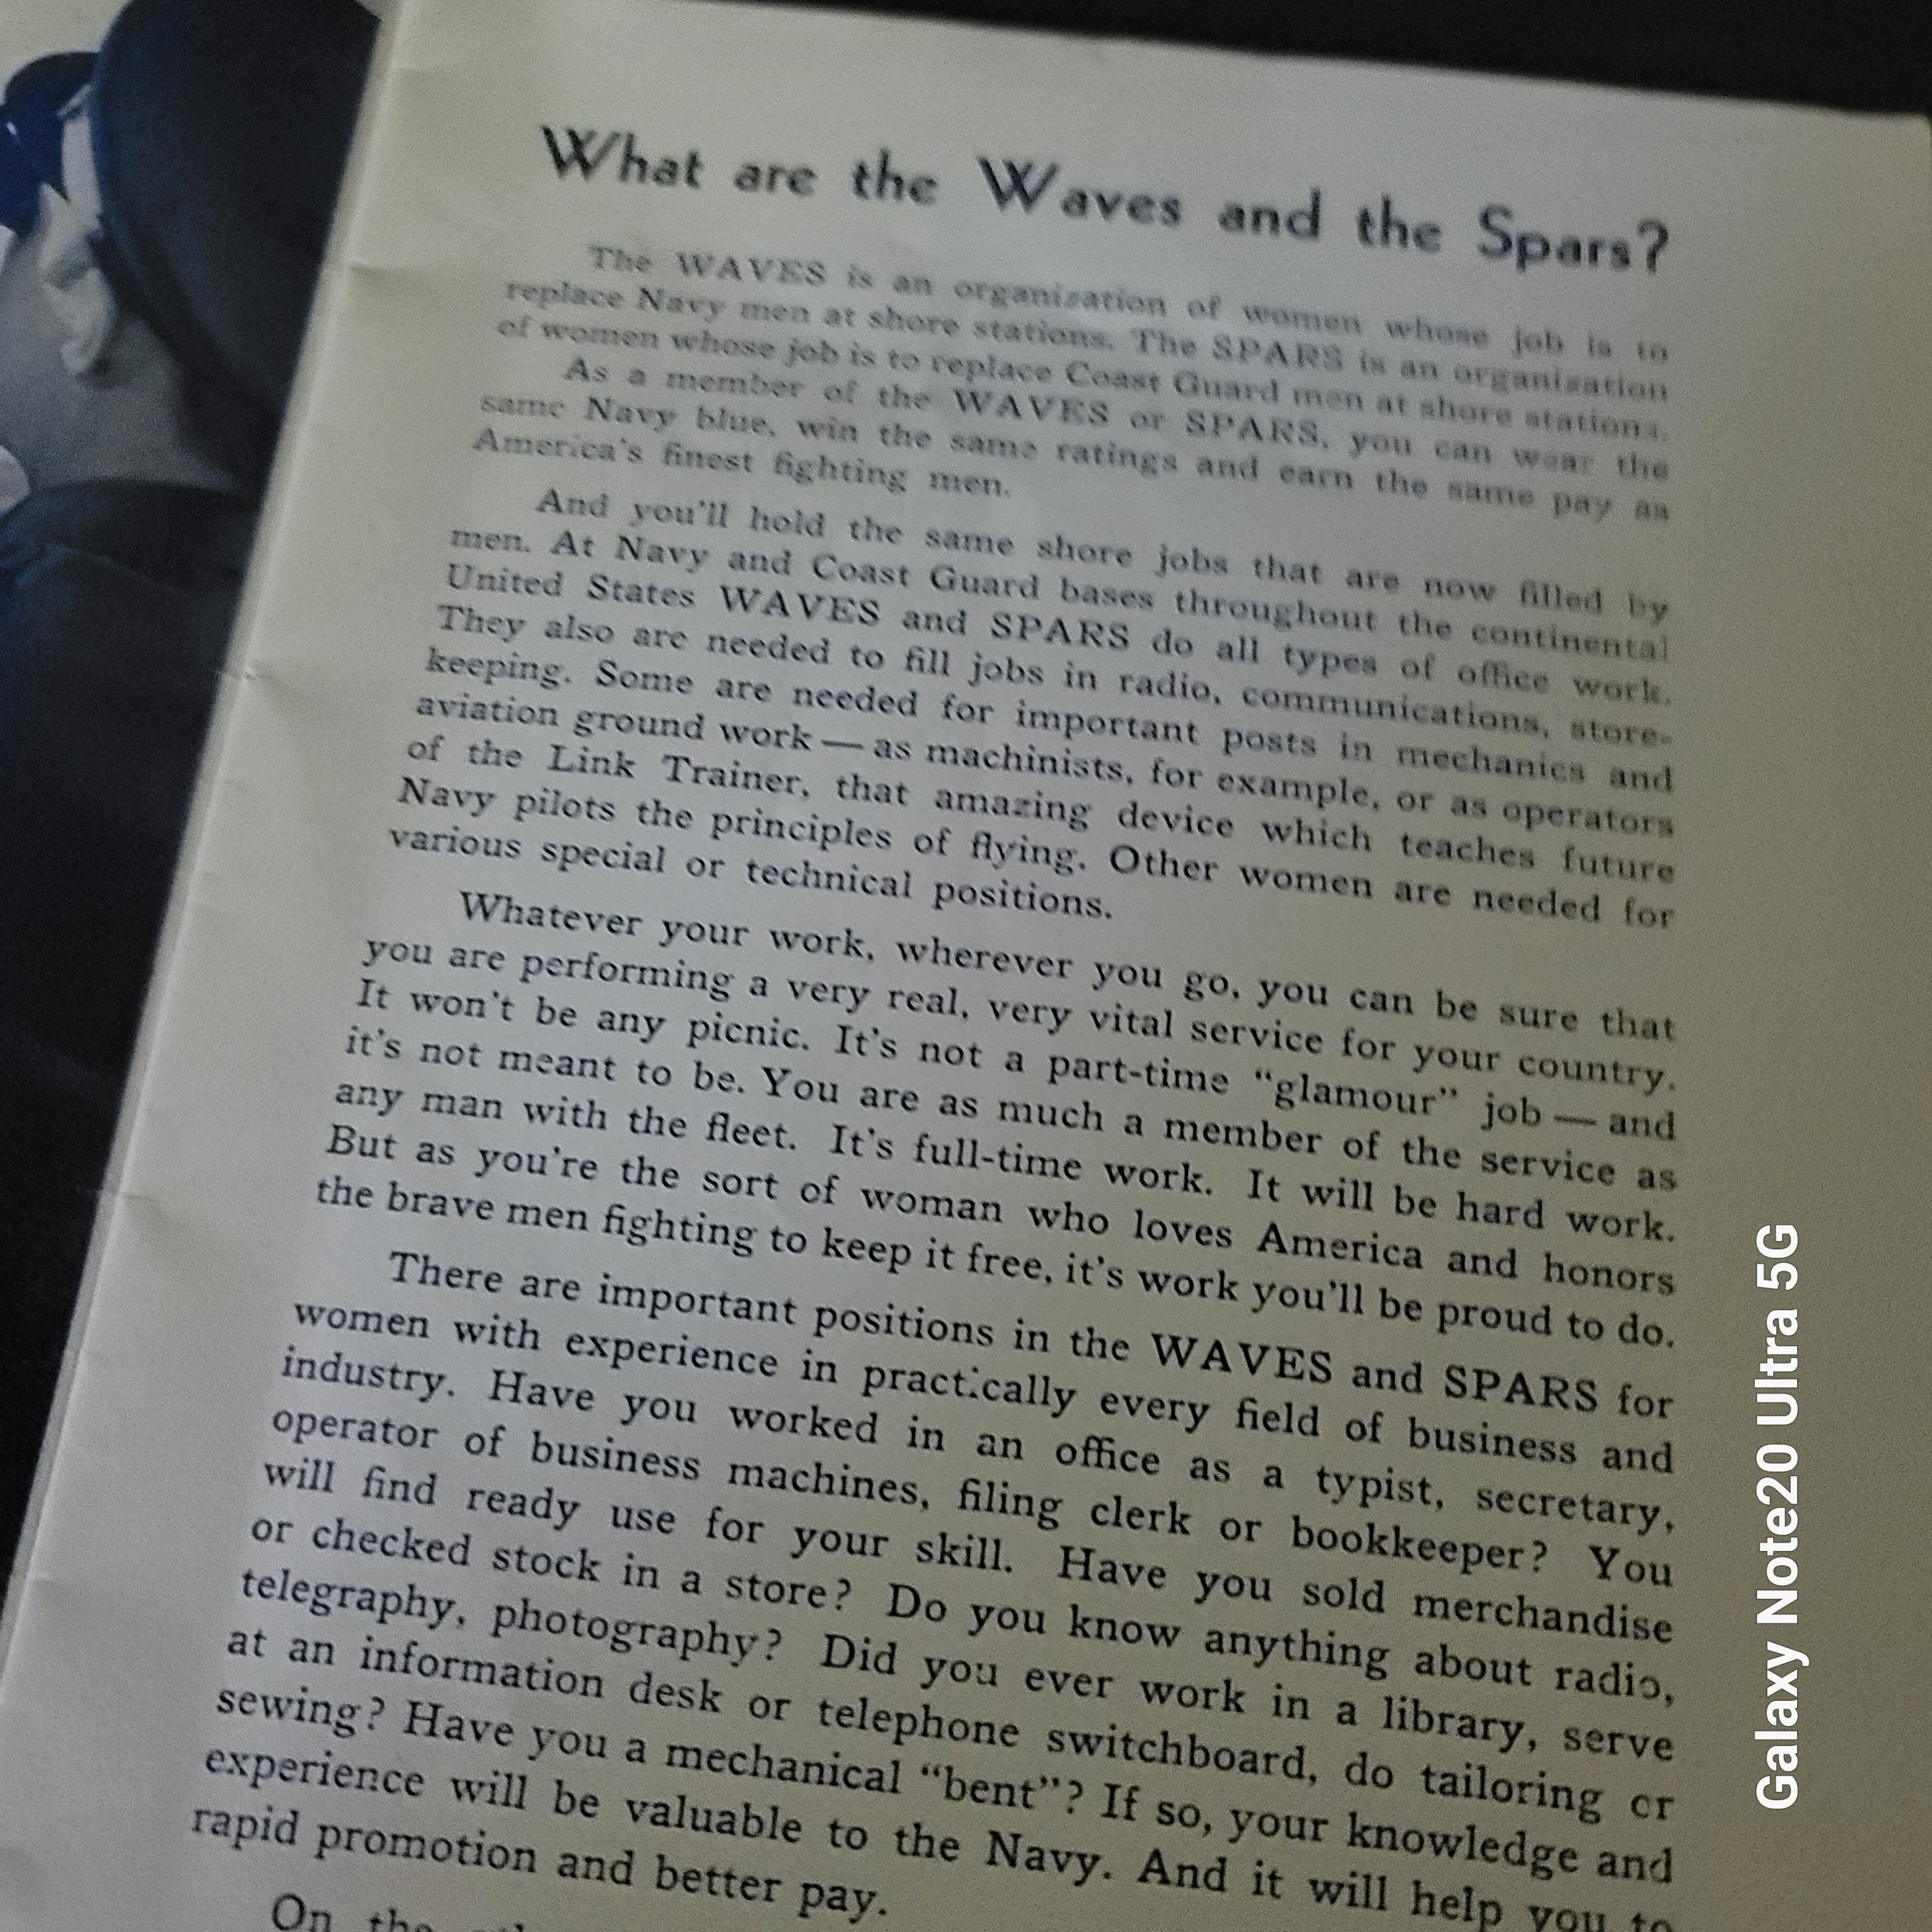 What are the Waves and the Spars?
The WAVES is an organization of women whose job is to
replace Navy men at shore stations. The SPARS is an organization
of women whose job is to replace Coast Guard men at shore stations.
As a member of the WAVES or SPARS, you can wear the
same Navy blue, win the same ratings and earn the same pay as
America's finest fighting men.
And you'll hold the same shore jobs that are now filled by
men. At Navy and Coast Guard bases throughout the continental
United States WAVES and SPARS do all types of office work.
They also are needed to fill jobs in radio, communications, store-
keeping. Some are needed for important posts in mechanics and
aviation ground work — as machinists, for example, or as operators
of the Link Trainer, that amazing device which teaches future
Navy pilots the principles of flying. Other women are needed for
various special or technical positions.
Whatever your work, wherever you go, you can be sure that
you are performing a very real, very vital service for your country.
It won't be any picnic. It's not a part-time “glamour” job — and
it's not meant to be. You are as much a member of the service as
any man with the fleet. It's full-time work. It will be hard work.
But as you're the sort of woman who loves America and honors
the brave men fighting to keep it free, it's work you'll be proud to do.
There are important positions in the WAVES and SPARS for
women with experience in practically every field of business and
industry. Have you worked in an office as a typist, secretary,
operator of business machines, filing clerk or bookkeeper? You
will find ready use for your skill. Have you sold merchandise
or checked stock in a store? Do you know anything about radio,
telegraphy, photography? Did you ever work in a library, serve
at an information desk or telephone switchboard, do tailoring or
sewing? Have you a mechanical “bent”? If so, your knowledge and
experience will be valuable to the Navy. And it will help you to
rapid promotion and better pay.
On the
Galaxy Note20 Ultra 5G